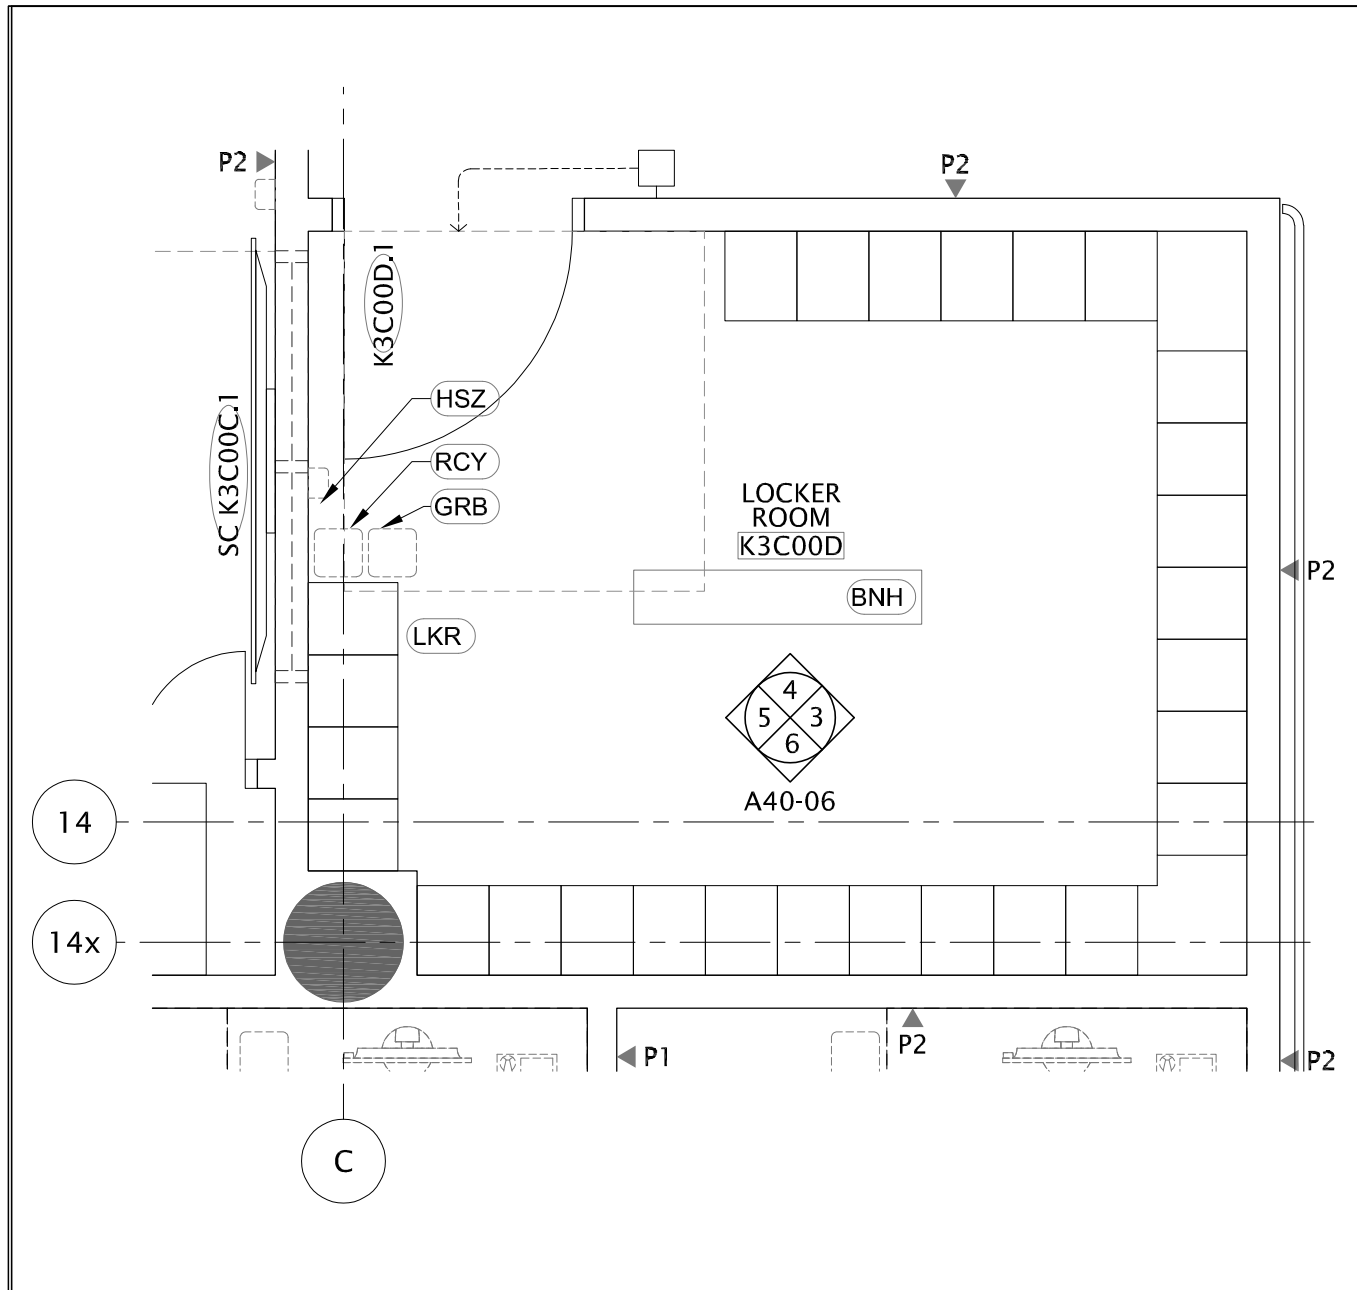 P2
P2
K3C00D.1
HSZ
SC K3C00C.1
RCY
GRB
LOCKER
ROOM
K3C00D
P2
BNH
LKR
4
5
3
6
A40-06
14
14x
P2
P1
P2
C